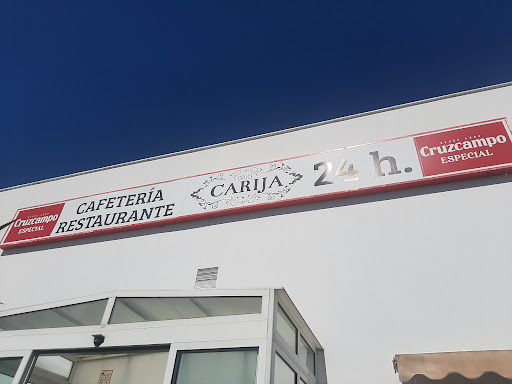 Cruzcampo
ESPECIAL
CAFETERÍA
RESTAURANTE
CARIJA
24 h.
Cruzcampo
ESPECIAL